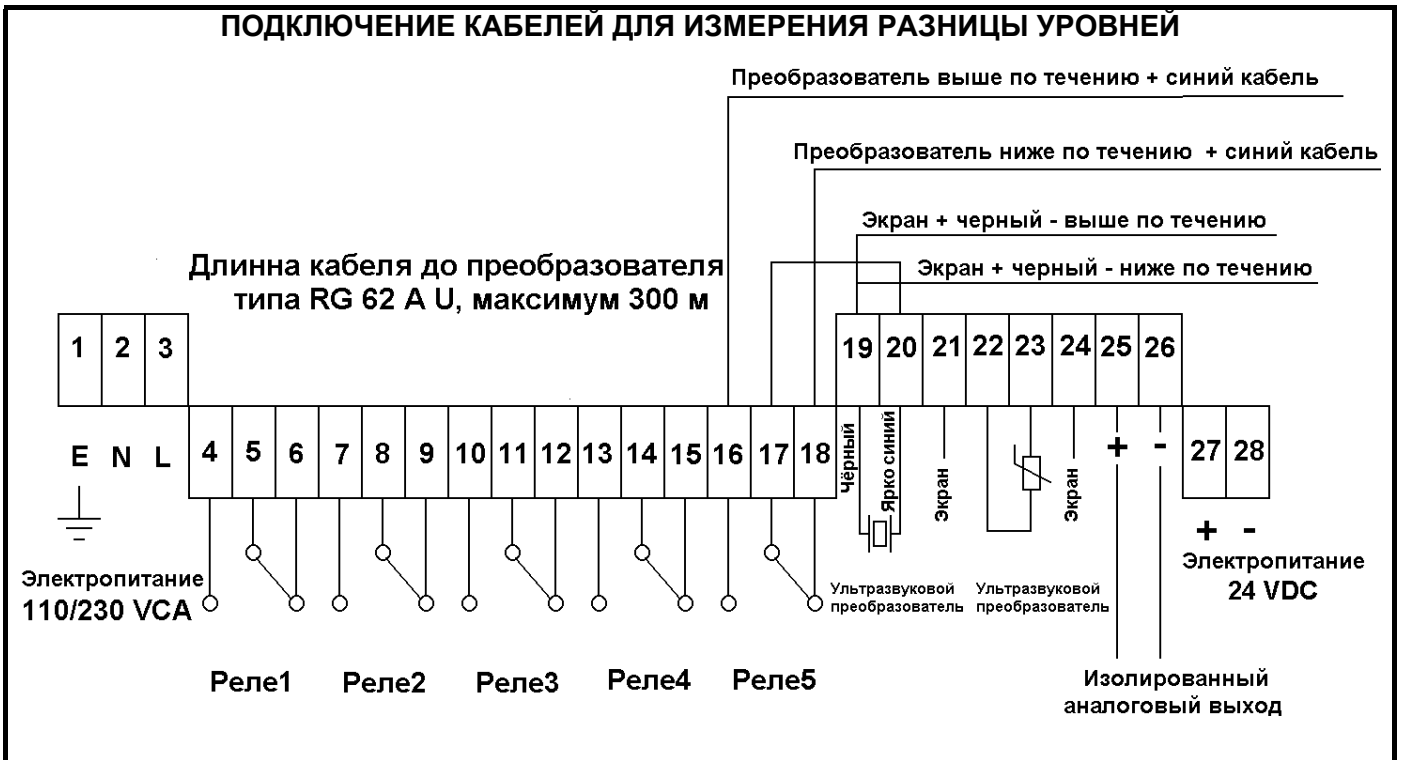 ПОДКЛЮЧЕНИЕ КАБЕЛЕЙ ДЛЯ ИЗМЕРЕНИЯ РАЗНИЦЫ УРОВНЕЙ
Преобразователь выше по течению + синий кабель
Преобразователь ниже по течению + синий кабель
Экран + черный - выше по течению
Экран + черный - ниже по течению
Длинна кабеля до преобразователя
типа RG 62 A U, максимум 300 м
1 2 3
19 20 21 22 23 24 25 26
E N L
4 5 6 7 8 9 10 11 12 13 14 15 16 17 18
Чёрный
Ярко синий
Экран
Экран
+ -
27 28
+ -
Электропитание
110/230 VCA
Ультразвуковой
преобразователь
Ультразвуковой
преобразователь
Электропитание
24 VDC
Реле1 Реле2 Реле3 Реле4 Реле5
Изолированный
аналоговый выход